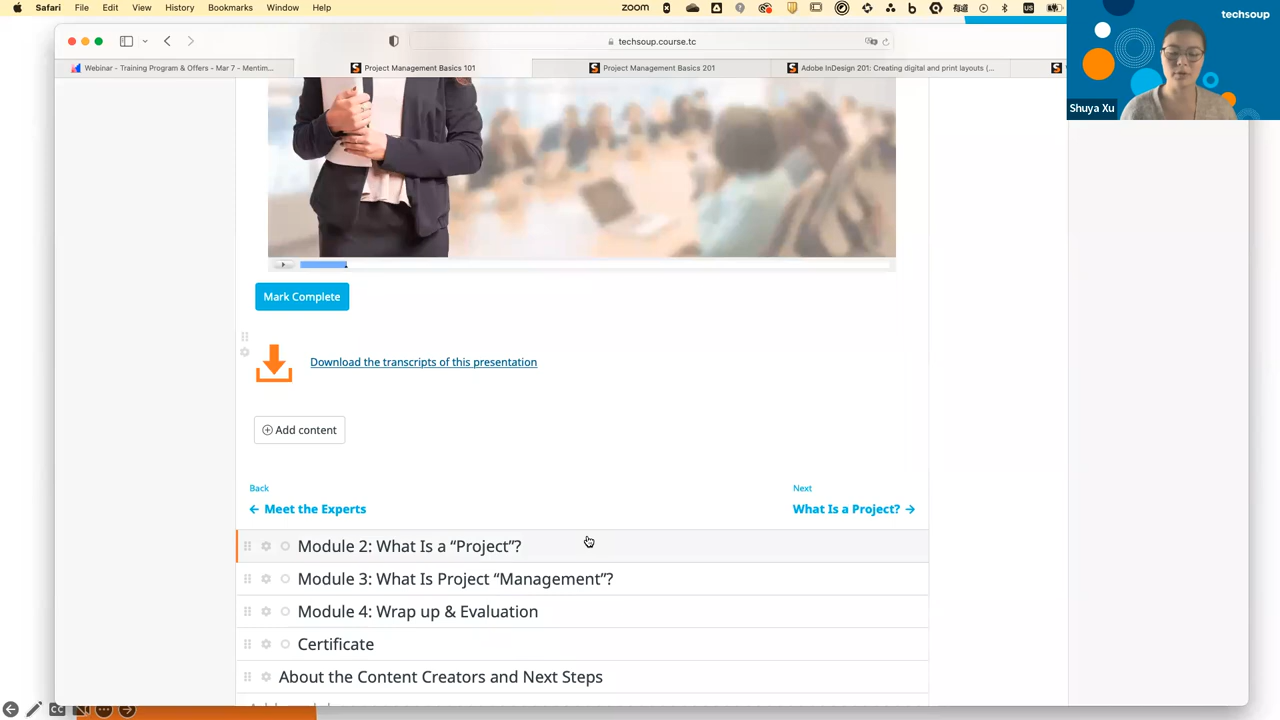 Safari File Edit View History Bookmarks Window Help zoom US
techsoup
Shuya Xu
techsoup.course.tc
Webinar - Training Program & Offers - Mar 7 - Mentim...
Project Management Basics 101
Project Management Basics 201
Adobe InDesign 201: Creating digital and print layouts (...
Mark Complete
Download the transcripts of this presentation
Add content
Back
Next
← Meet the Experts
What Is a Project? →
Module 2: What Is a “Project”?
Module 3: What Is Project “Management”?
Module 4: Wrap up & Evaluation
Certificate
About the Content Creators and Next Steps
CC